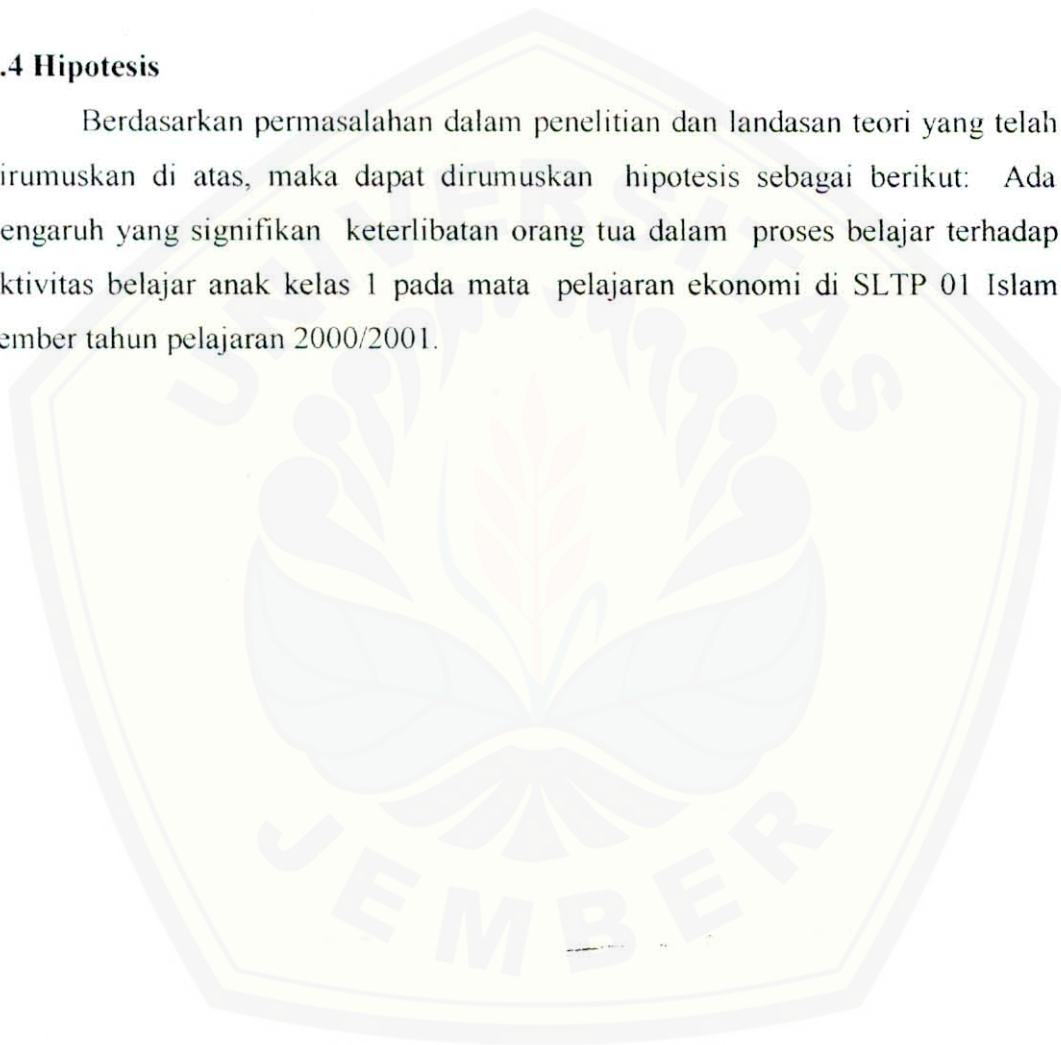 .4 Hipotesis
Berdasarkan permasalahan dalam penelitian dan landasan teori yang telah
irumuskan di atas, maka dapat dirumuskan hipotesis sebagai berikut: Ada
engaruh yang signifikan keterlibatan orang tua dalam proses belajar terhadap
ktivitas belajar anak kelas 1 pada mata pelajaran ekonomi di SLTP 01 Islam
ember tahun pelajaran 2000/2001.
UNIVERSITAS
JEMBER